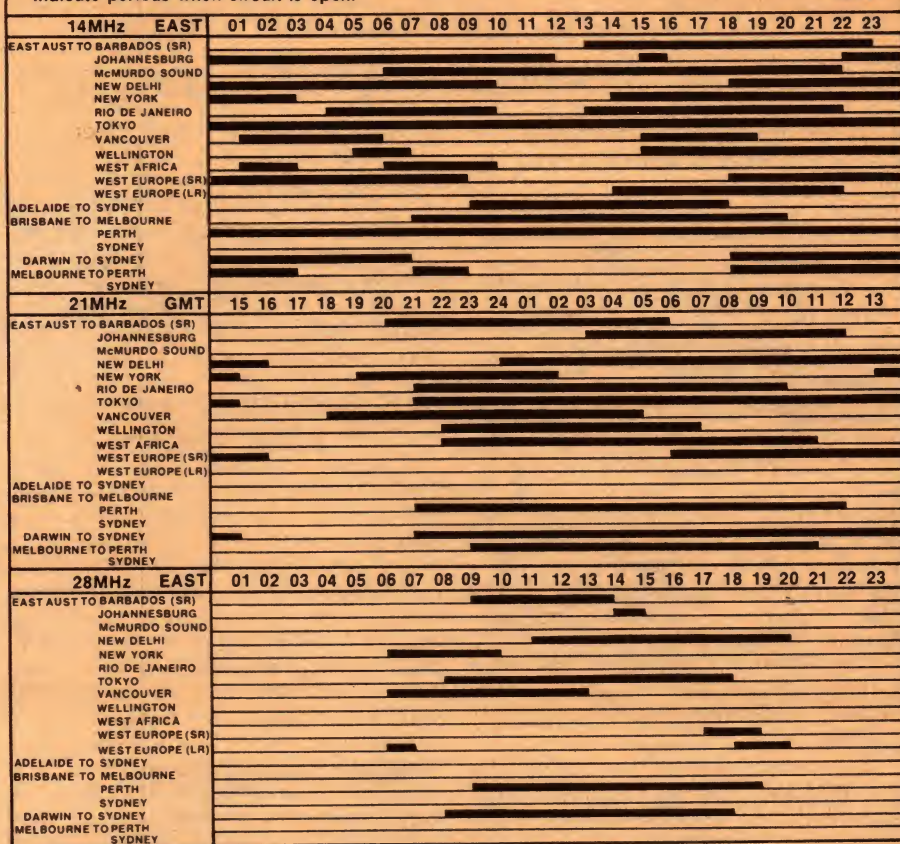 14MHz EAST 01 02 03 04 05 06 07 08 09 10 11 12 13 14 15 16 17 18 19 20 21 22 23
EAST AUST TO BARBADOS (SR)
JOHANNESBURG
McMURDO SOUND
NEW DELHI
NEW YORK
RIO DE JANEIRO
TOKYO
VANCOUVER
WELLINGTON
WEST AFRICA
WEST EUROPE (SR)
WEST EUROPE (LR)
ADELAIDE TO SYDNEY
BRISBANE TO MELBOURNE
PERTH
SYDNEY
DARWIN TO SYDNEY
MELBOURNE TO PERTH
SYDNEY
21MHz GMT 15 16 17 18 19 20 21 22 23 24 01 02 03 04 05 06 07 08 09 10 11 12 13
EAST AUST TO BARBADOS (SR)
JOHANNESBURG
McMURDO SOUND
NEW DELHI
NEW YORK
RIO DE JANEIRO
TOKYO
VANCOUVER
WELLINGTON
WEST AFRICA
WEST EUROPE (SR)
WEST EUROPE (LR)
ADELAIDE TO SYDNEY
BRISBANE TO MELBOURNE
PERTH
SYDNEY
DARWIN TO SYDNEY
MELBOURNE TO PERTH
SYDNEY
28MHz EAST 01 02 03 04 05 06 07 08 09 10 11 12 13 14 15 16 17 18 19 20 21 22 23
EAST AUST TO BARBADOS (SR)
JOHANNESBURG
McMURDO SOUND
NEW DELHI
NEW YORK
RIO DE JANEIRO
TOKYO
VANCOUVER
WELLINGTON
WEST AFRICA
WEST EUROPE (SR)
WEST EUROPE (LR)
ADELAIDE TO SYDNEY
BRISBANE TO MELBOURNE
PERTH
SYDNEY
DARWIN TO SYDNEY
MELBOURNE TO PERTH
SYDNEY